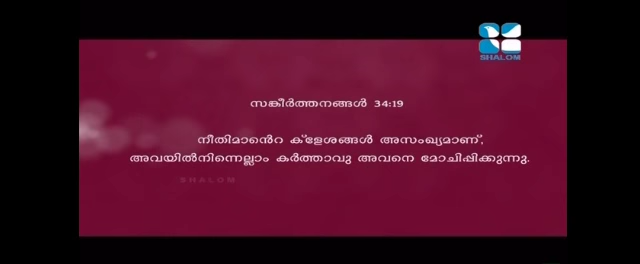 SHALOM
സങ്കീർത്തനങ്ങൾ 34:19
നീതിമാൻെറ ക്ളേശങ്ങൾ അസംഖ്യമാണ്;
അവയിൽനിന്നെല്ലാം കർത്താവു അവനെ മോചിപ്പിക്കുന്നു.
SHALOM